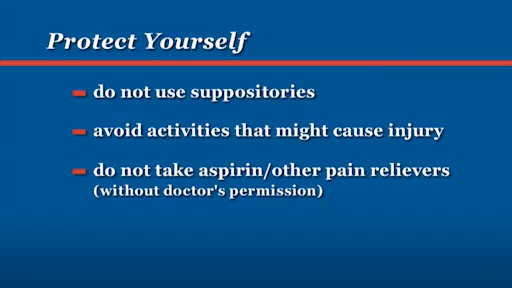 Protect Yourself
do not use suppositories
avoid activities that might cause injury
do not take aspirin/other pain relievers
(without doctor's permission)